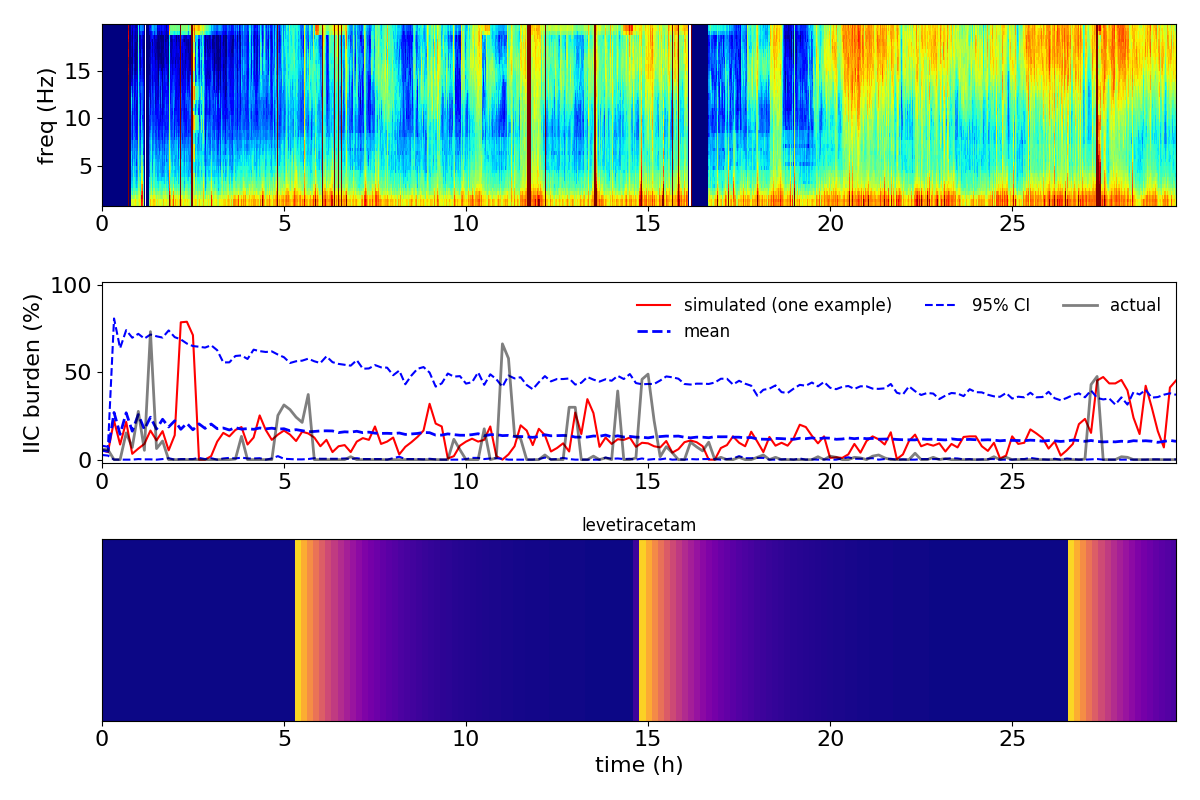 freq (Hz)
15
10
5
0 5 10 15 20 25
IIC burden (%)
100
50
0
simulated (one example)
mean
95% CI
actual
0 5 10 15 20 25
levetiracetam
0 5 10 15 20 25
time (h)